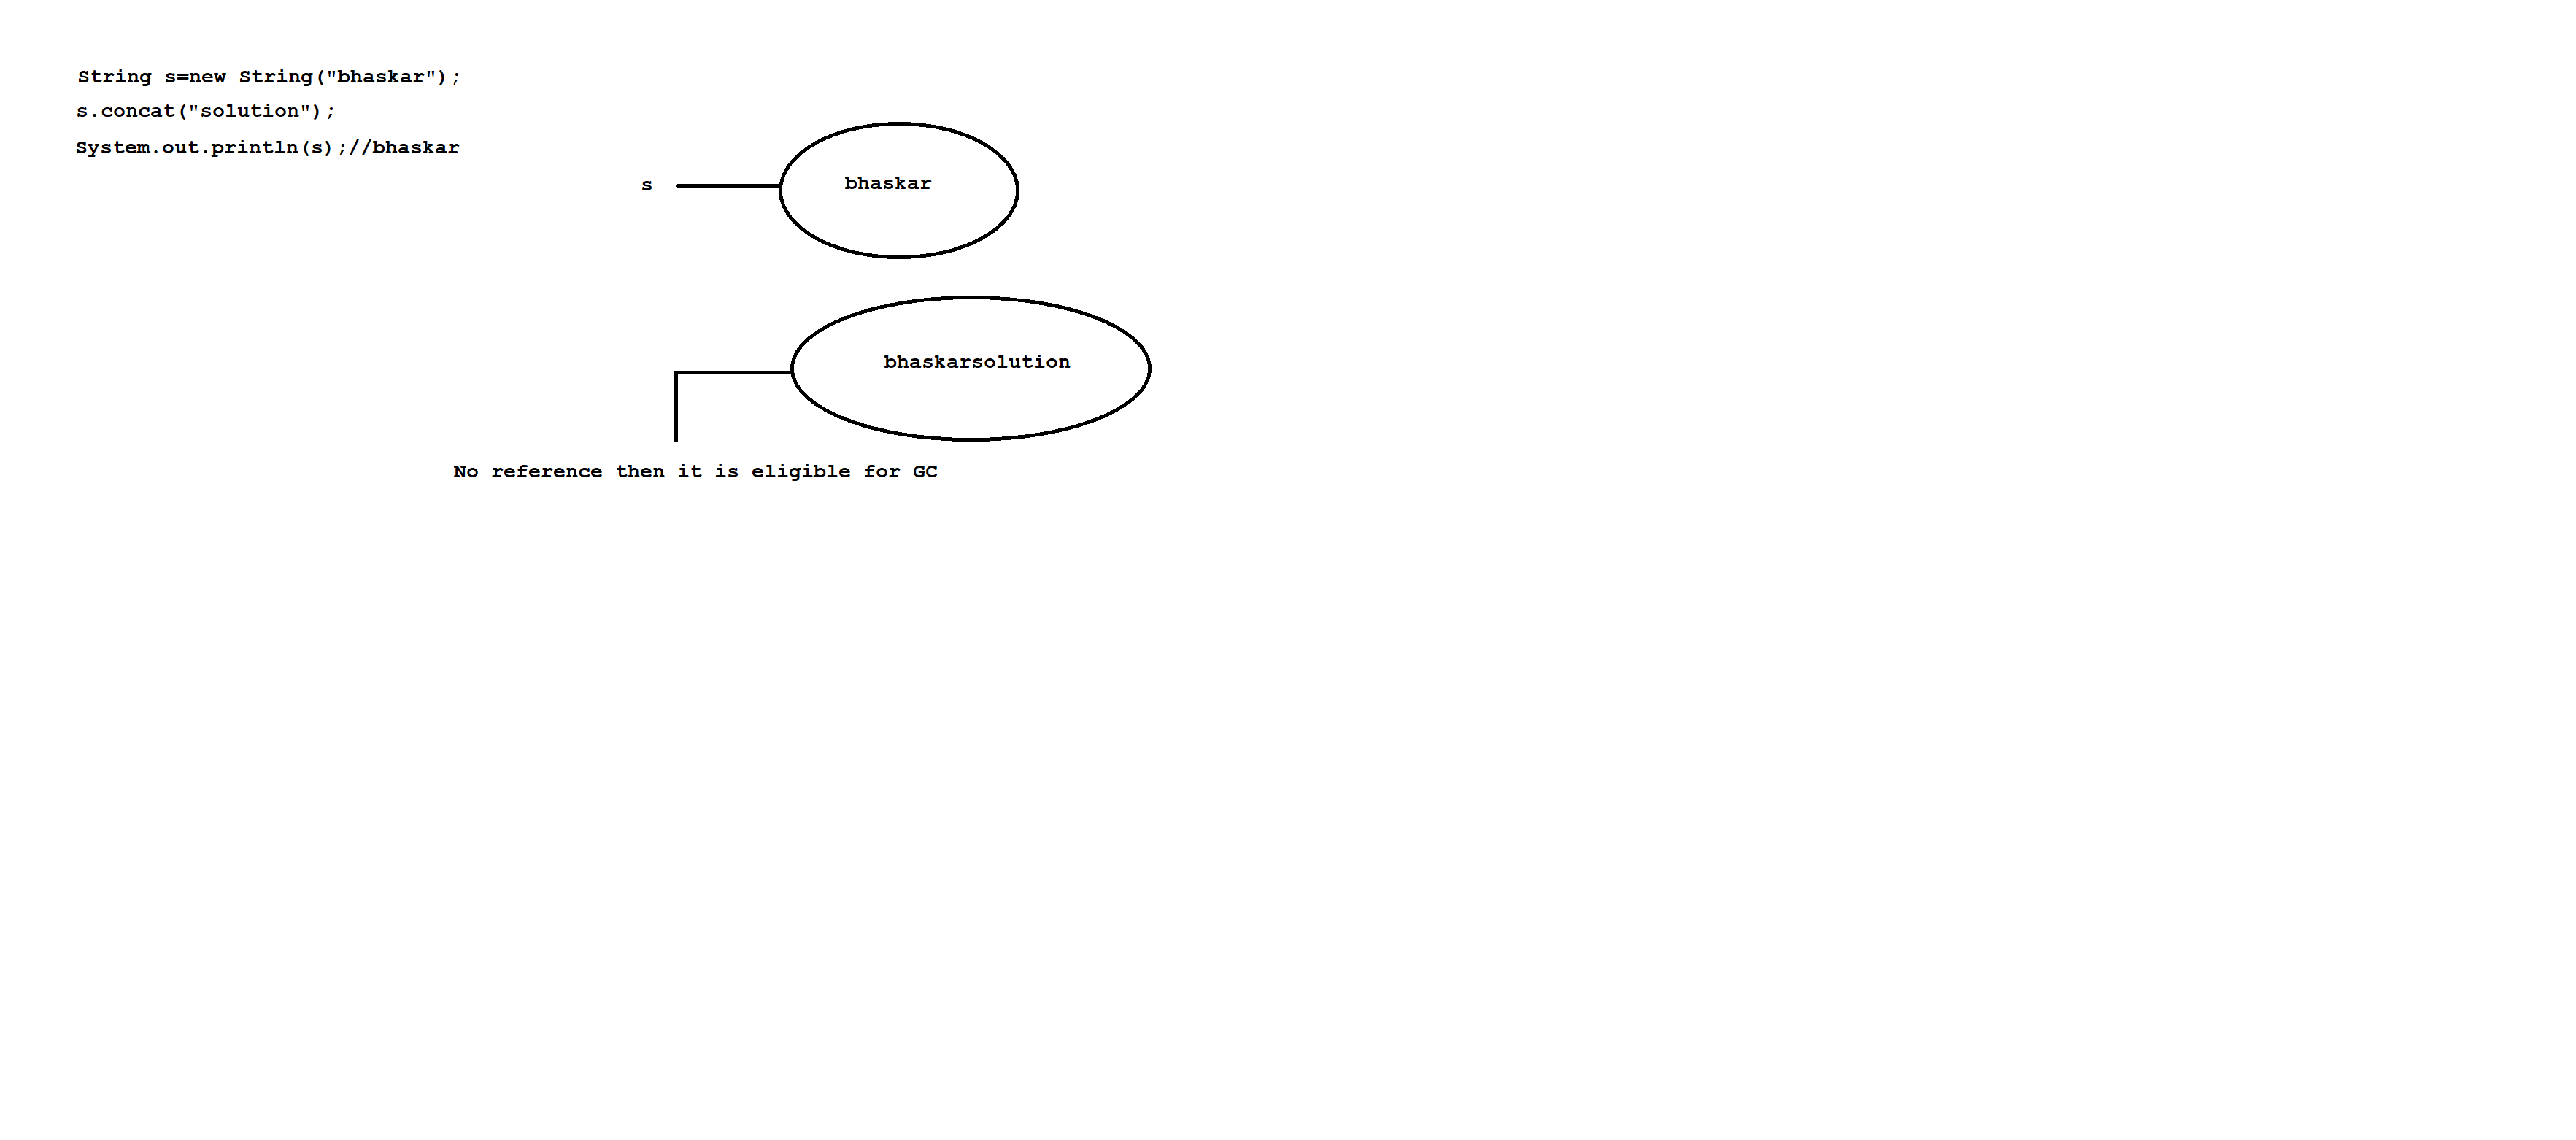 String s=new String("bhaskar");
s.concat("solution");
System.out.println(s);//bhaskar
s
bhaskar
bhaskarsolution
No reference then it is eligible for GC